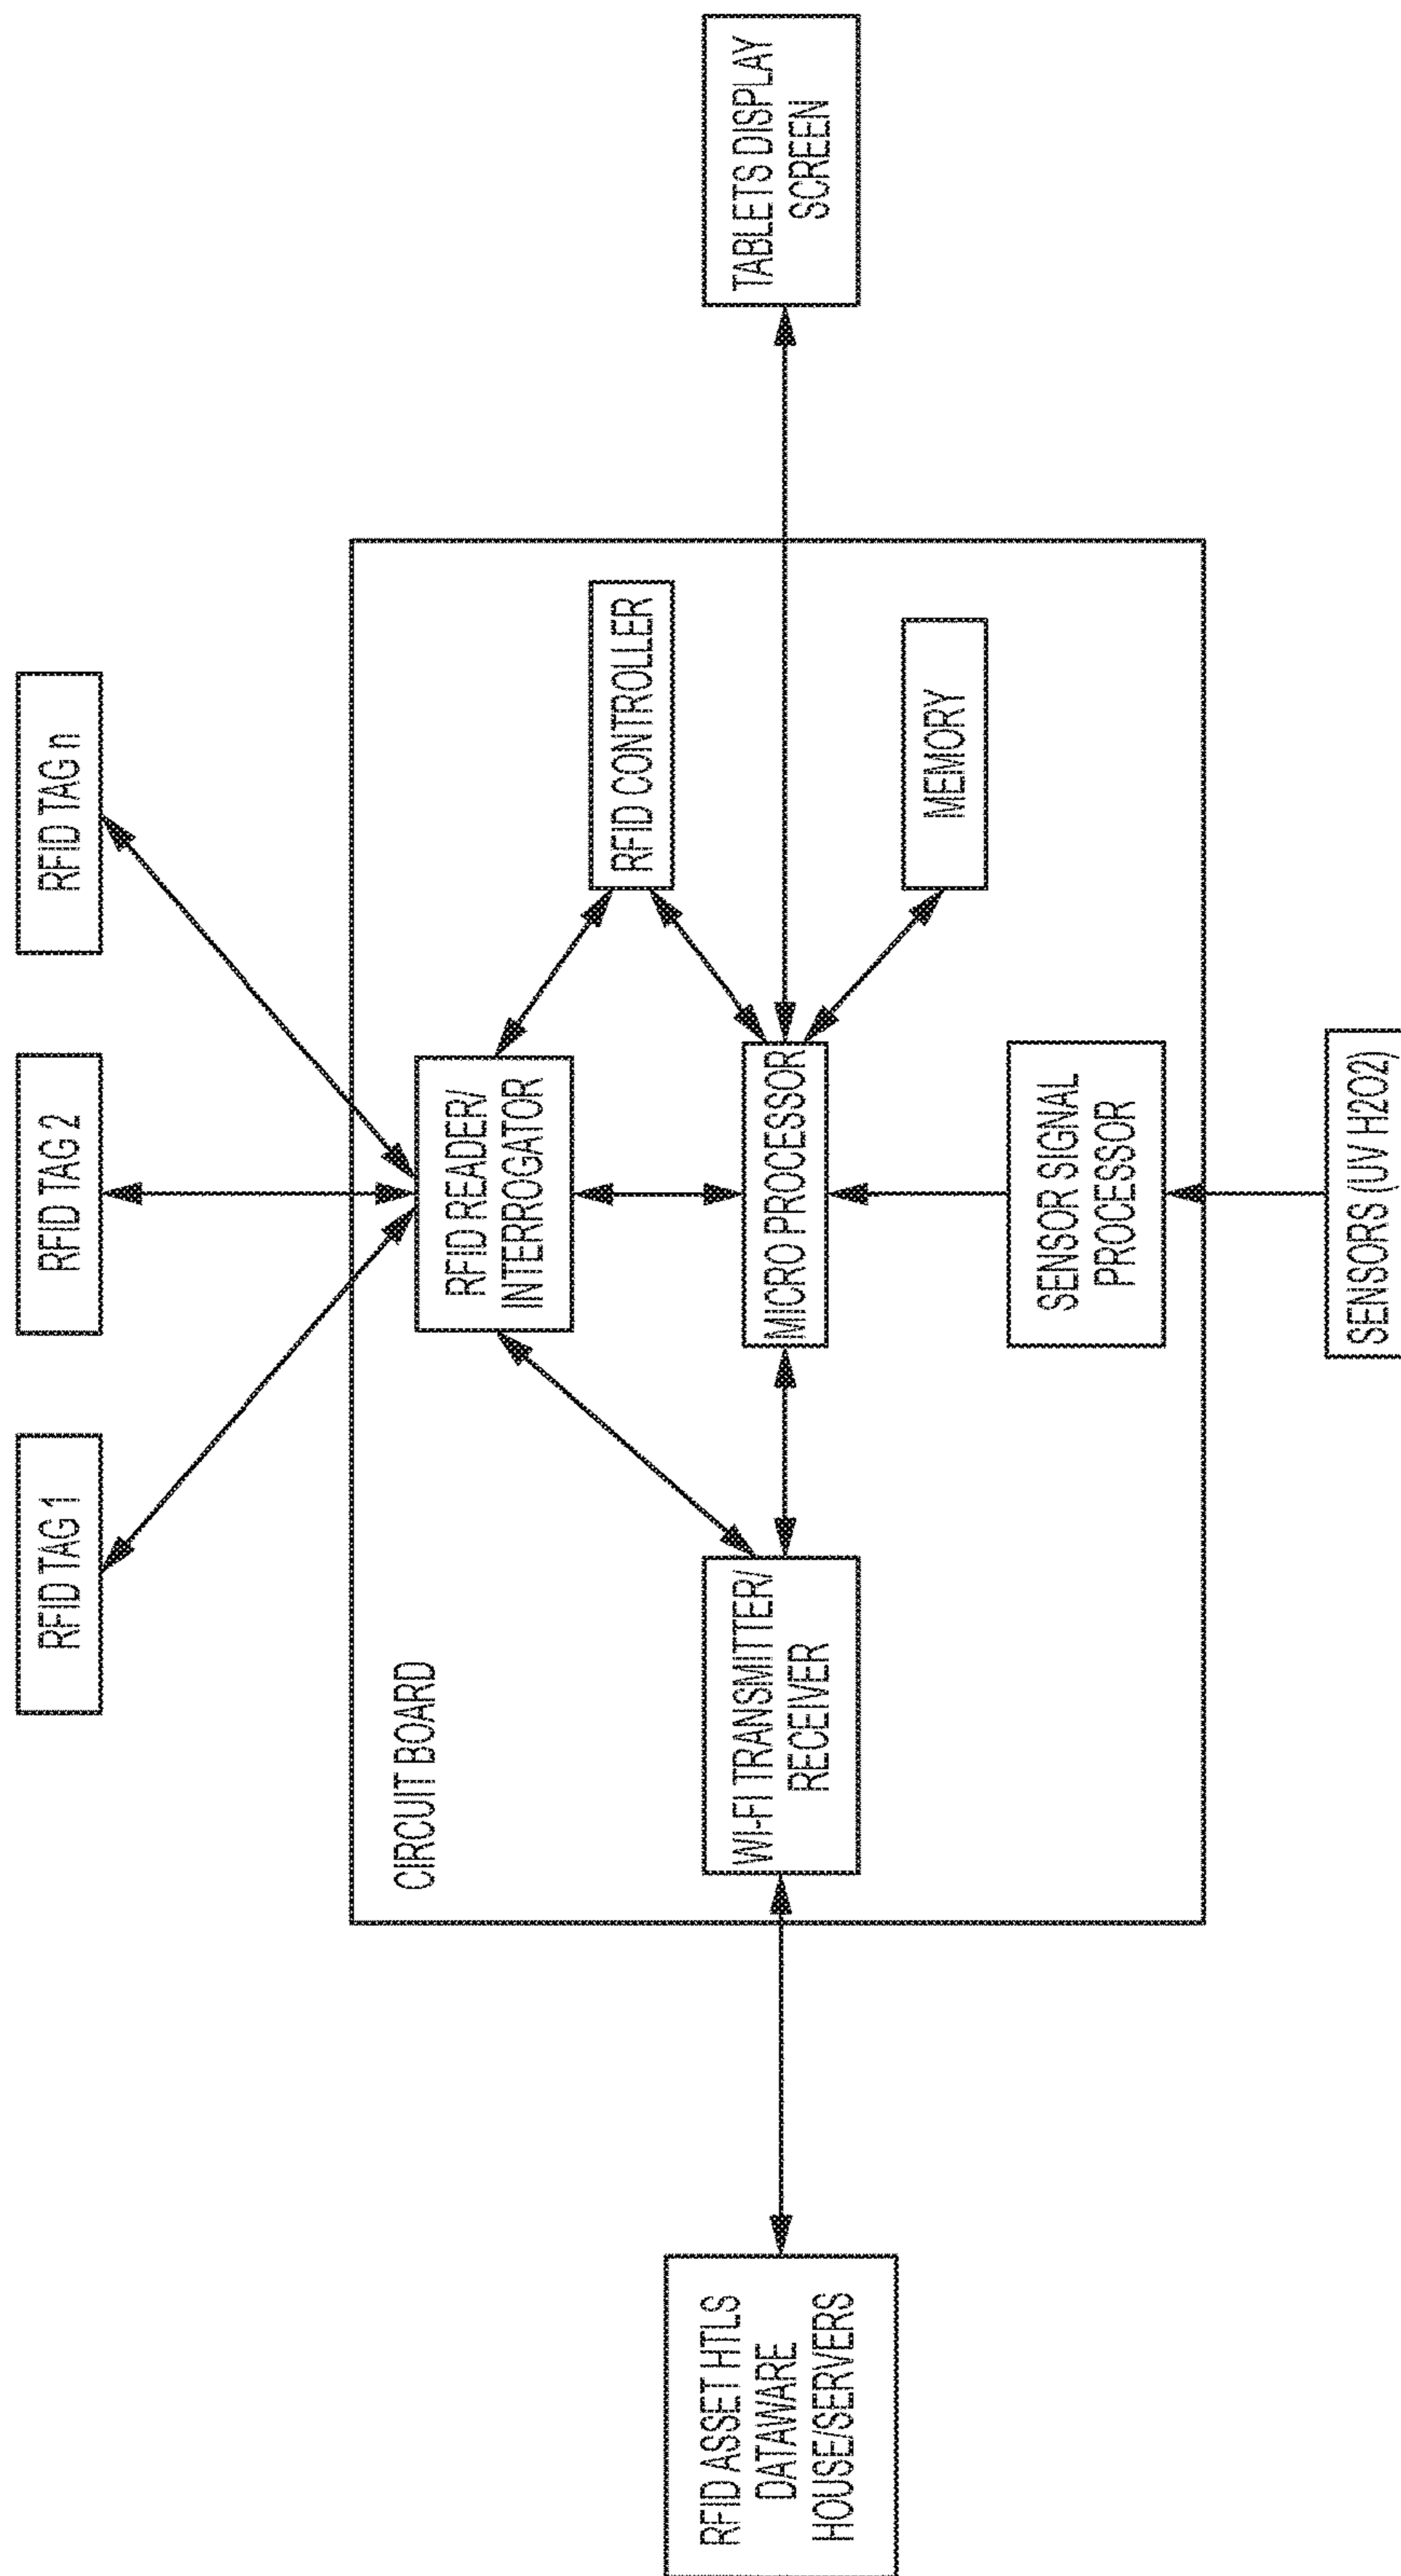 RFID TAG 1
RFID TAG 2
RFID TAG n
CIRCUIT BOARD
RFID READER/
INTERROGATOR
RFID CONTROLLER
RFID ASSET HTLS
DATAWARE
HOUSE/SERVERS
WI-FI TRANSMITTER/
RECEIVER
MICRO PROCESSOR
TABLETS DISPLAY
SCREEN
MEMORY
SENSOR SIGNAL
PROCESSOR
SENSORS (UV H2O2)